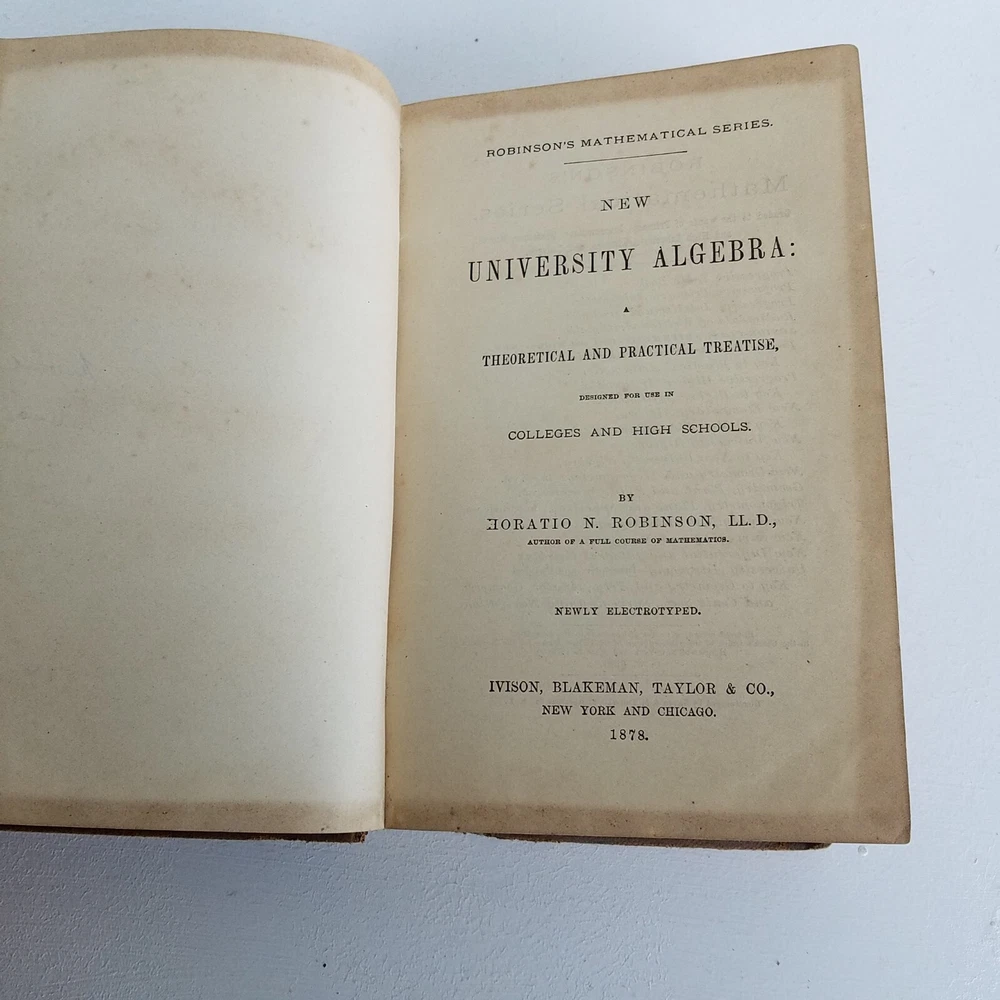 ROBINSON'S MATHEMATICAL SERIES.
NEW
UNIVERSITY ALGEBRA:
A
THEORETICAL AND PRACTICAL TREATISE,
DESIGNED FOR USE IN
COLLEGES AND HIGH SCHOOLS.
BY
HORATIO N. ROBINSON, LL. D.,
AUTHOR OF A FULL COURSE OF MATHEMATICS.
NEWLY ELECTROTYPED.
IVISON, BLAKEMAN, TAYLOR & CO.,
NEW YORK AND CHICAGO.
1878.